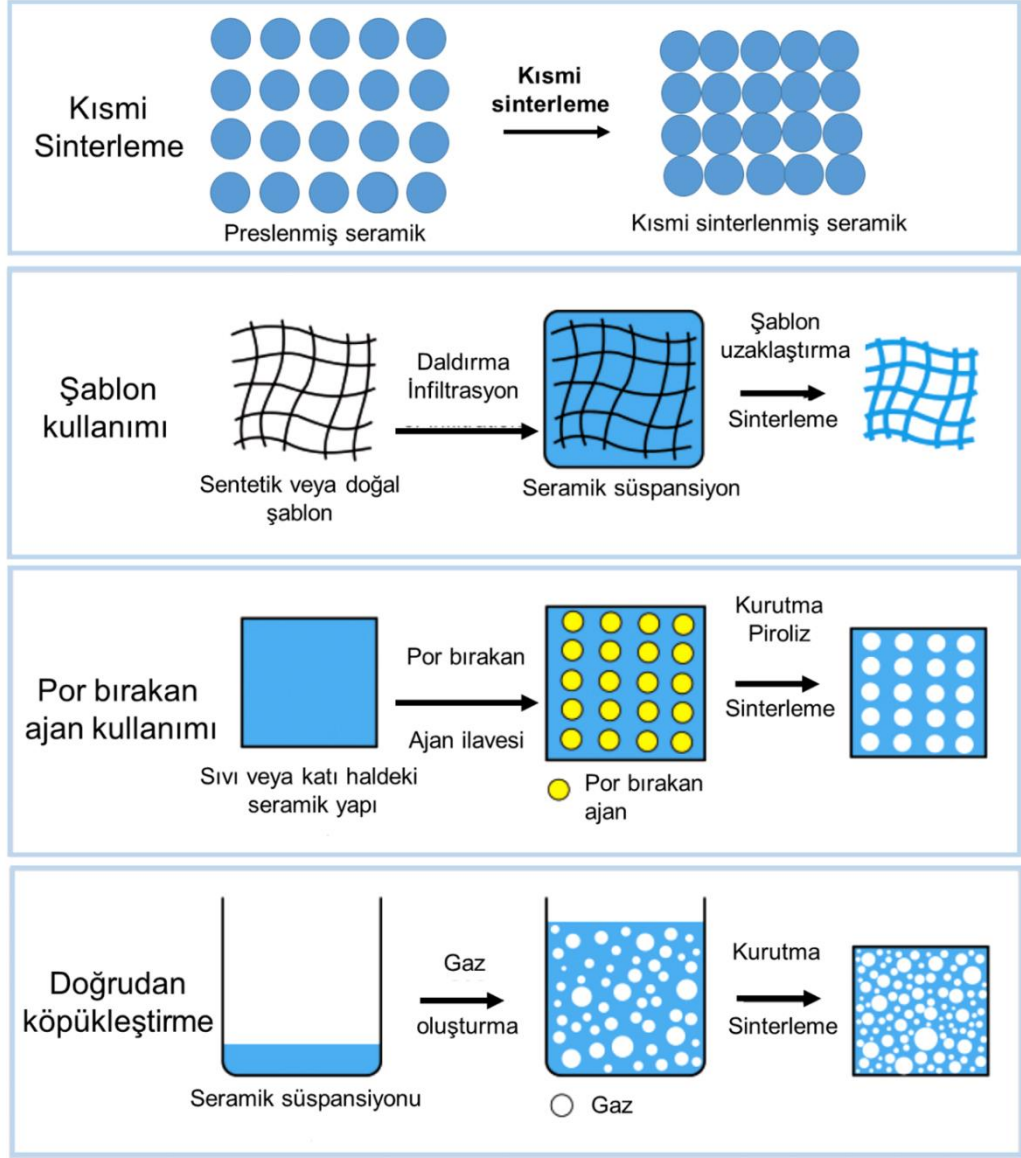 Kısmi
Sinterleme
Kısmi
sinterleme
Preslenmiş seramik
Kısmi sinterlenmiş seramik
Şablon
kullanımı
Daldırma
İnfiltrasyon
Şablon
uzaklaştırma
Sinterleme
Sentetik veya doğal
şablon
Seramik süspansiyon
Por bırakan
ajan kullanımı
Por bırakan
Ajan ilavesi
Kurutma
Piroliz
Sinterleme
Sıvı veya katı haldeki
seramik yapı
Por bırakan
ajan
Doğrudan
köpükleştirme
Gaz
oluşturma
Kurutma
Sinterleme
Seramik süspansiyonu
Gaz